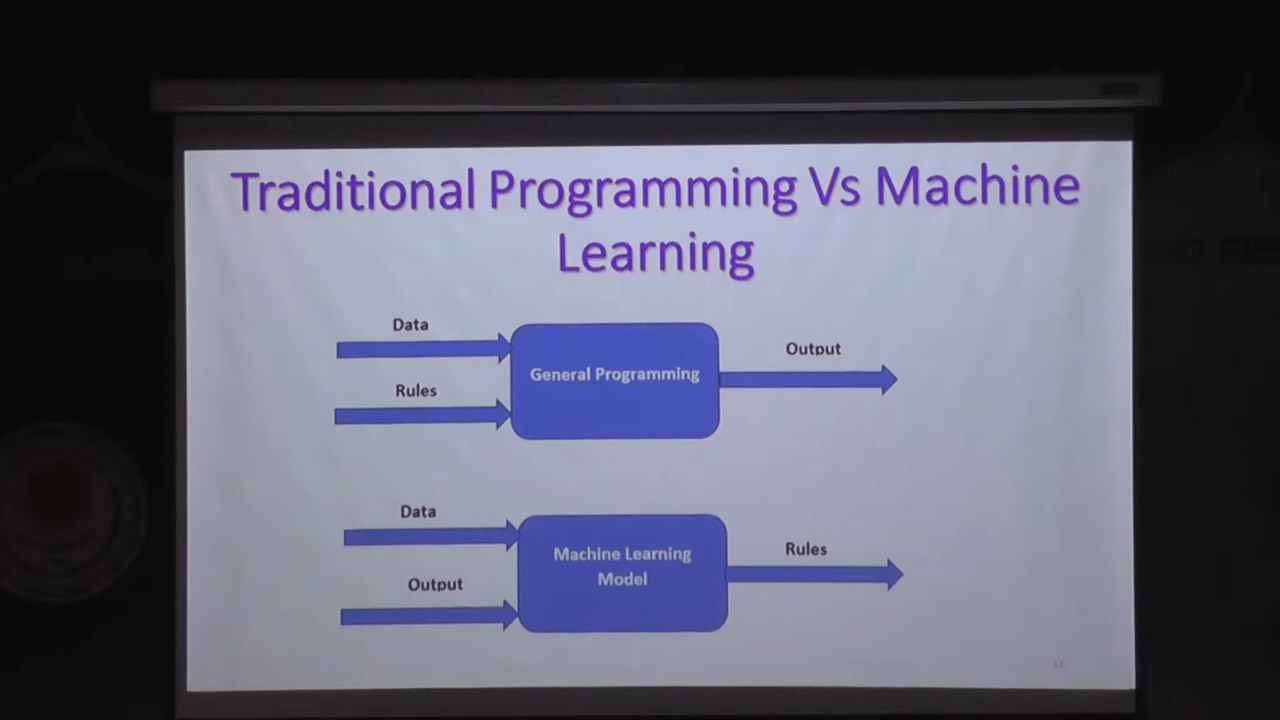 Traditional Programming Vs Machine
Learning
Data
Rules
General Programming
Output
Data
Output
Machine Learning
Model
Rules